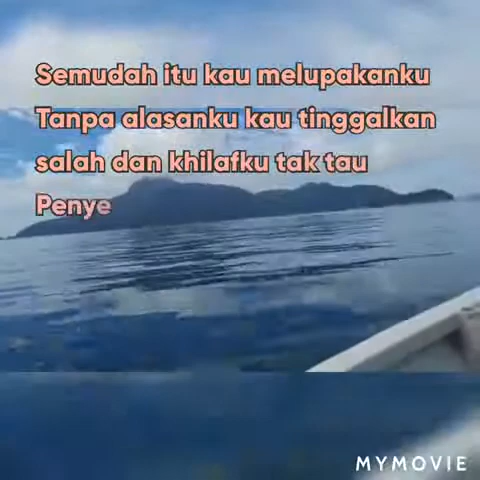 Semudah itu kau melupakanku
Tanpa alasanku kau tinggalkan
salah dan khilafku tak tau
Penye
MYMOVIE